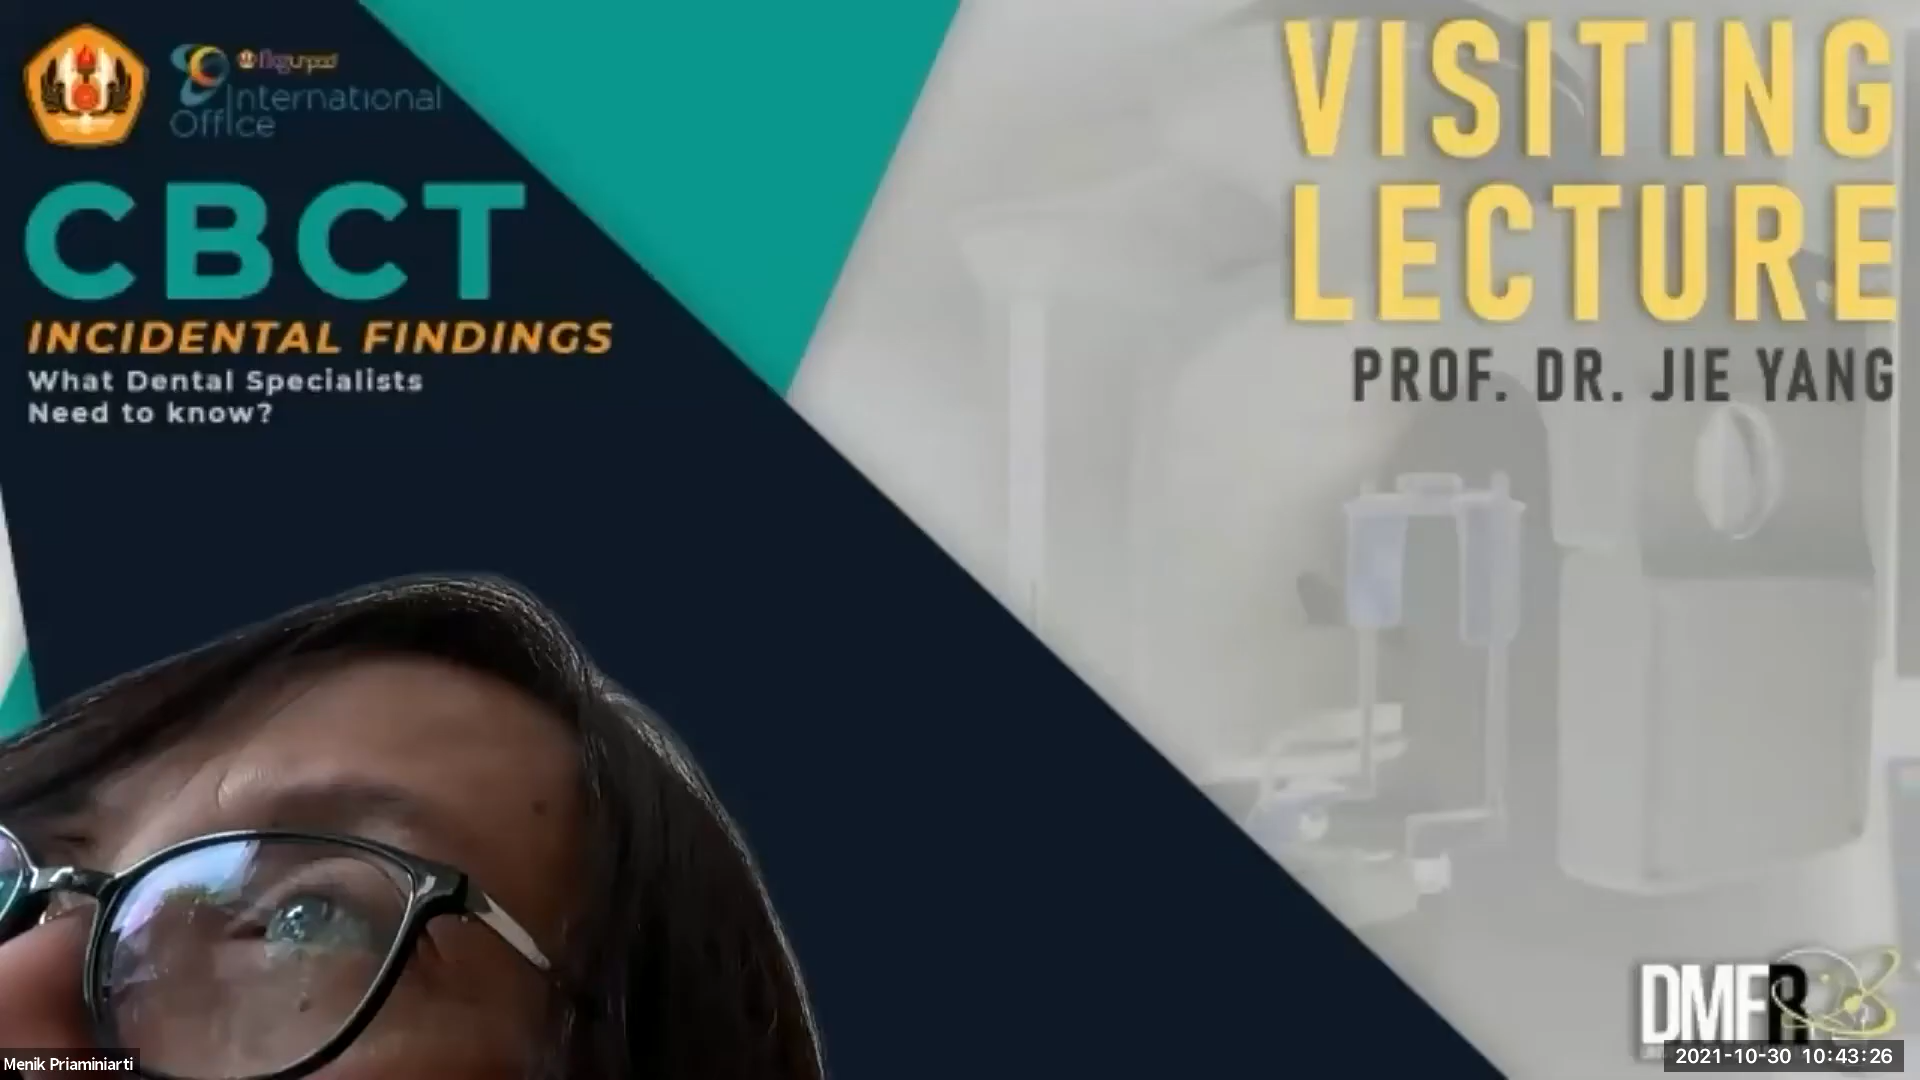 International
Office
CBCT
INCIDENTAL FINDINGS
What Dental Specialists
Need to know?
VISITING
LECTURE
PROF. DR. JIE YANG
DMFR
Menik Priaminiarti
2021-10-30 10:43:26